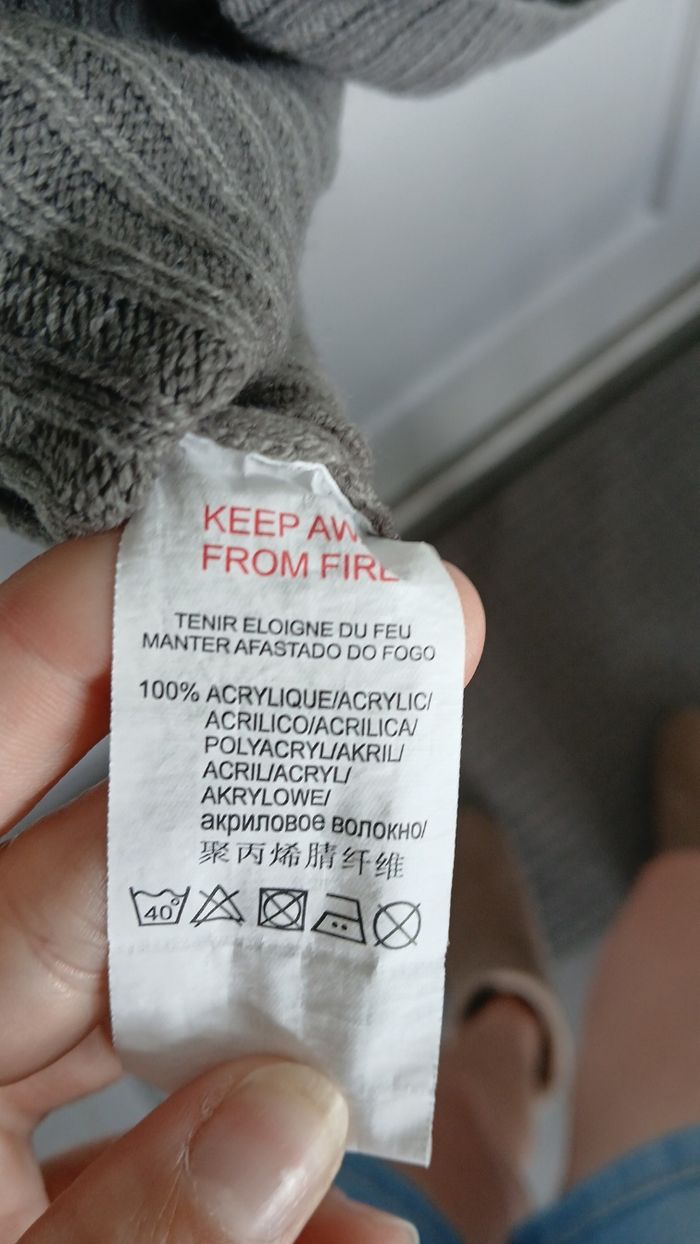 KEEP AW
FROM FIRE
TENIR ELOIGNE DU FEU
MANTER AFASTADO DO FOGO
100% ACRYLIQUE/ACRYLIC/
ACRILICO/ACRILICA/
POLYACRYL/AKRIL/
ACRIL/ACRYL/
AKRYLOWE/
акриловое волокно/
聚丙烯腈纤维
40°